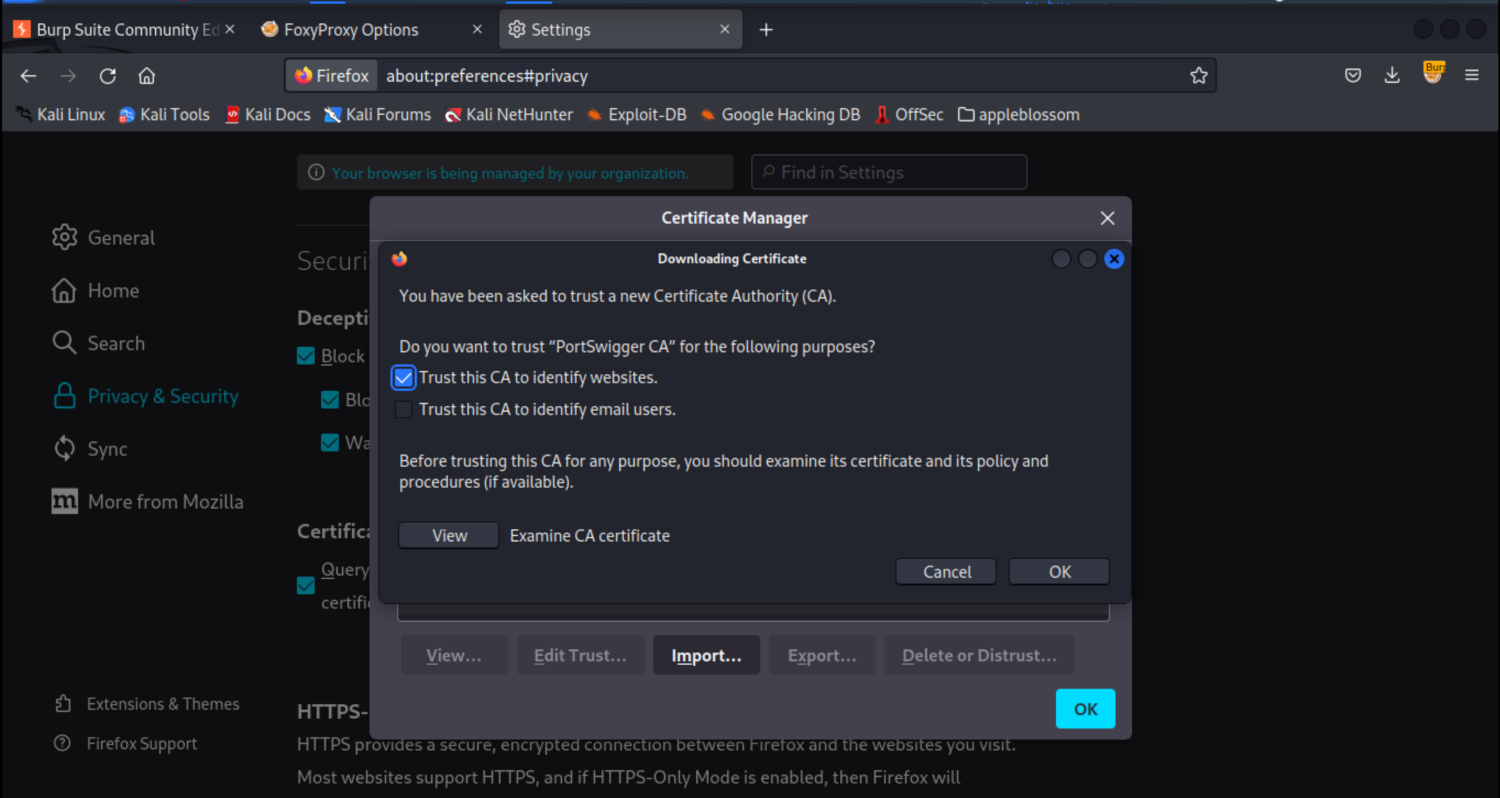 Burp Suite Community Ed
FoxyProxy Options
Settings
Firefox about:preferences#privacy
Kali Linux Kali Tools Kali Docs Kali Forums Kali NetHunter Exploit-DB Google Hacking DB OffSec appleblossom
Your browser is being managed by your organization.
Find in Settings
General
Home
Search
Privacy & Security
Sync
More from Mozilla
Extensions & Themes
Firefox Support
Securi
Decepti
Block
Blo
Wa
Certifica
Query
certific
Certificate Manager
Downloading Certificate
You have been asked to trust a new Certificate Authority (CA).
Do you want to trust “PortSwigger CA” for the following purposes?
Trust this CA to identify websites.
Trust this CA to identify email users.
Before trusting this CA for any purpose, you should examine its certificate and its policy and
procedures (if available).
View Examine CA certificate
Cancel OK
View... Edit Trust... Import... Export... Delete or Distrust...
OK
HTTPS-
HTTPS provides a secure, encrypted connection between Firefox and the websites you visit.
Most websites support HTTPS, and if HTTPS-Only Mode is enabled, then Firefox will